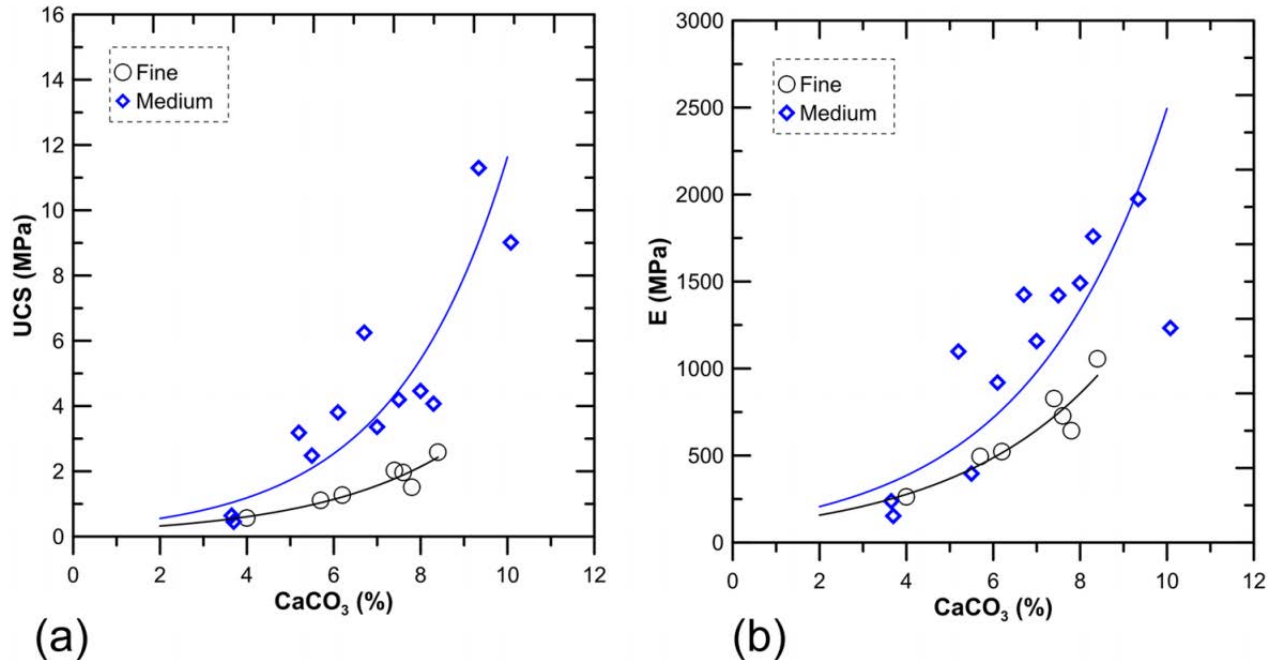 16
14
12
10
8
6
4
2
0
UCS (MPa)
Fine
Medium
0 2 4 6 8 10 12
CaCO₃ (%)
(a)
3000
2500
2000
1500
1000
500
0
E (MPa)
Fine
Medium
0 2 4 6 8 10 12
CaCO₃ (%)
(b)